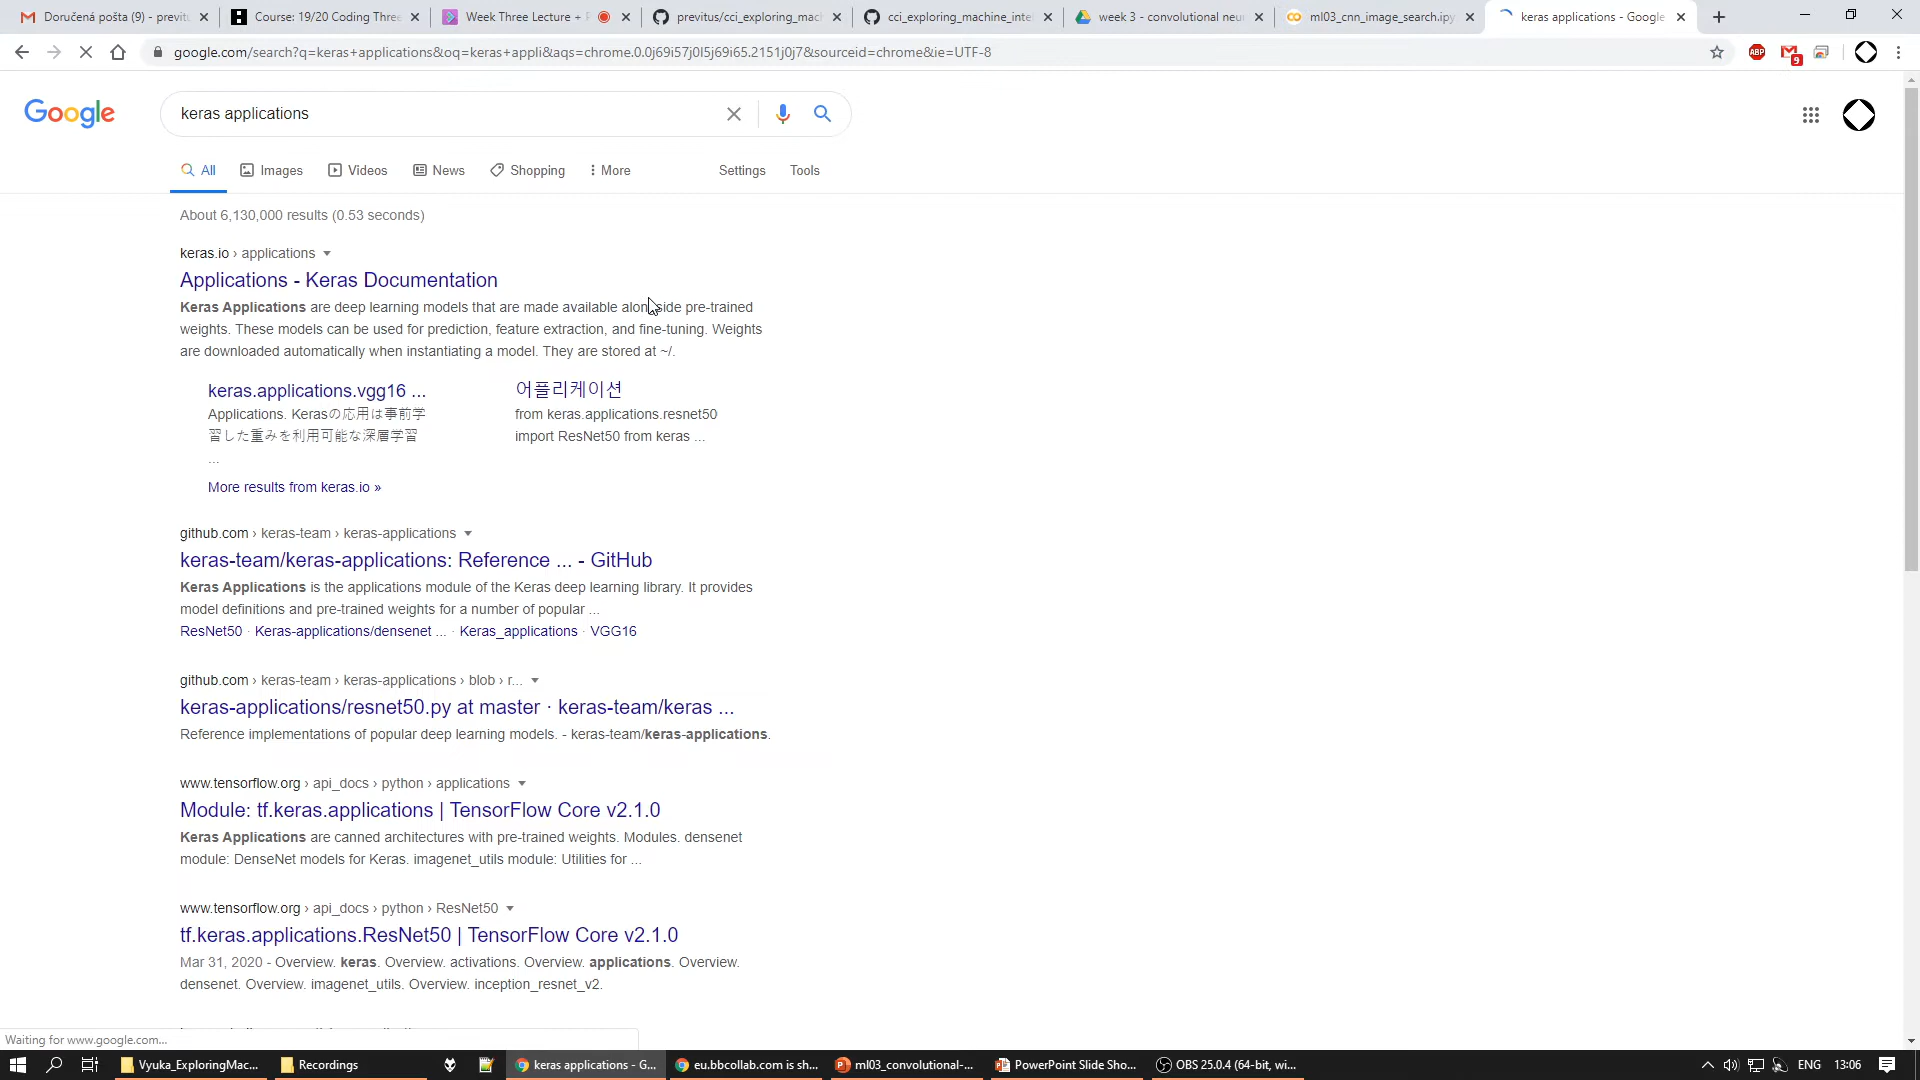 Doručená pošta (9) - previtu
Course: 19/20 Coding Three
Week Three Lecture +
previtus/cci_exploring_mach
cci_exploring_machine_inte
week 3 - convolutional neu
ml03_cnn_image_search.ipy
keras applications - Google
google.com/search?q=keras+applications&oq=keras+appli&aqs=chrome.0.0j69i57j0l5j69i65.2151j0j7&sourceid=chrome&ie=UTF-8
ABP
9
Google
keras applications
All
Images
Videos
News
Shopping
More
Settings
Tools
About 6,130,000 results (0.53 seconds)
keras.io › applications
Applications - Keras Documentation
Keras Applications are deep learning models that are made available alongside pre-trained
weights. These models can be used for prediction, feature extraction, and fine-tuning. Weights
are downloaded automatically when instantiating a model. They are stored at ~/.
keras.applications.vgg16 ...
Applications. Kerasの応用は事前学
習した重みを利用可能な深層学習
...
어플리케이션
from keras.applications.resnet50
import ResNet50 from keras ...
More results from keras.io »
github.com › keras-team › keras-applications
keras-team/keras-applications: Reference ... - GitHub
Keras Applications is the applications module of the Keras deep learning library. It provides
model definitions and pre-trained weights for a number of popular ...
ResNet50 · Keras-applications/densenet ... · Keras_applications · VGG16
github.com › keras-team › keras-applications › blob › r...
keras-applications/resnet50.py at master · keras-team/keras ...
Reference implementations of popular deep learning models. - keras-team/keras-applications.
www.tensorflow.org › api_docs › python › applications
Module: tf.keras.applications | TensorFlow Core v2.1.0
Keras Applications are canned architectures with pre-trained weights. Modules. densenet
module: DenseNet models for Keras. imagenet_utils module: Utilities for ...
www.tensorflow.org › api_docs › python › ResNet50
tf.keras.applications.ResNet50 | TensorFlow Core v2.1.0
Mar 31, 2020 - Overview. keras. Overview. activations. Overview. applications. Overview.
densenet. Overview. imagenet_utils. Overview. inception_resnet_v2.
Waiting for www.google.com...
Vyuka_ExploringMac...
Recordings
keras applications - G...
eu.bbcollab.com is sh...
ml03_convolutional-...
PowerPoint Slide Sho...
OBS 25.0.4 (64-bit, wi...
ENG
13:06